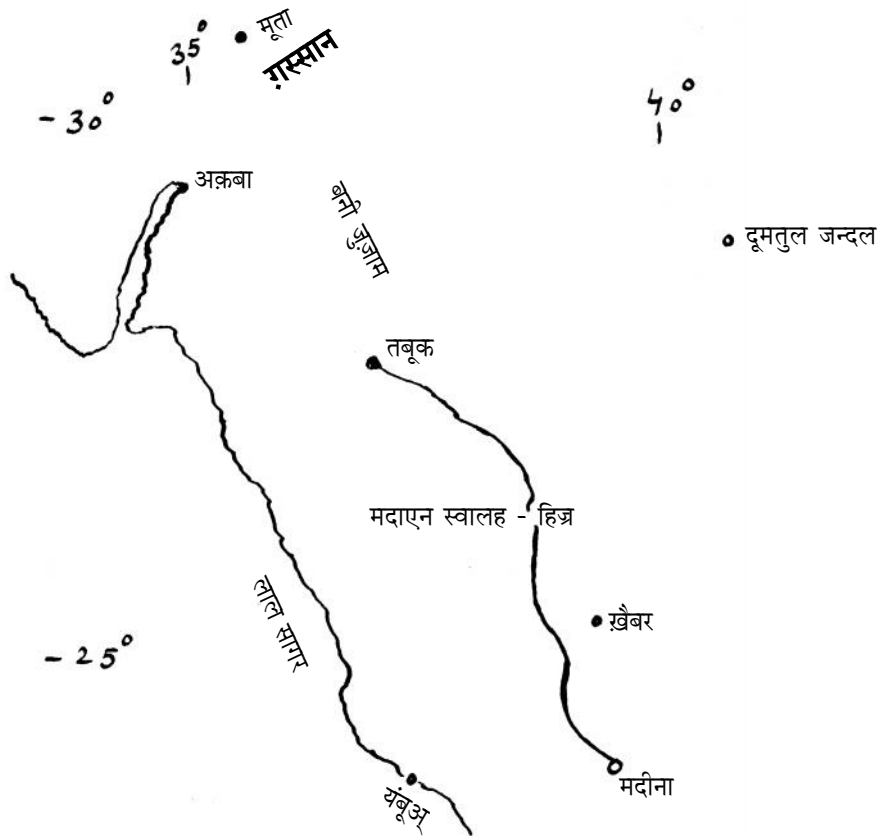 मूता
35°
ग़स्सान
-30°
40°
अक़बा
बनी जुज़ाम
दूमतुल जन्दल
तबूक
मदाएन स्वालह - हिज्र
लाल सागर
ख़ैबर
-25°
मदीना
यंबूअ्